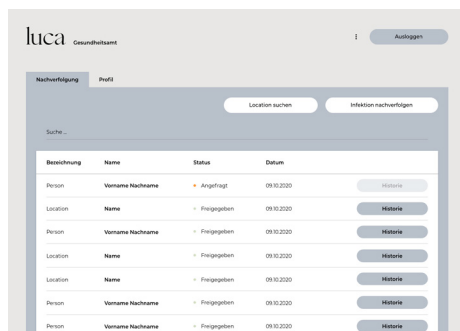 luca Gesundheitsamt
Ausloggen
Nachverfolgung Profil
Location suchen Infektion nachverfolgen
Suche ...
Bezeichnung Name Status Datum
Person Vorname Nachname Angefragt 09.10.2020 Historie
Location Name Freigegeben 09.10.2020 Historie
Person Vorname Nachname Freigegeben 09.10.2020 Historie
Location Name Freigegeben 09.10.2020 Historie
Location Name Freigegeben 09.10.2020 Historie
Person Vorname Nachname Freigegeben 09.10.2020 Historie
Person Vorname Nachname Freigegeben 09.10.2020 Historie